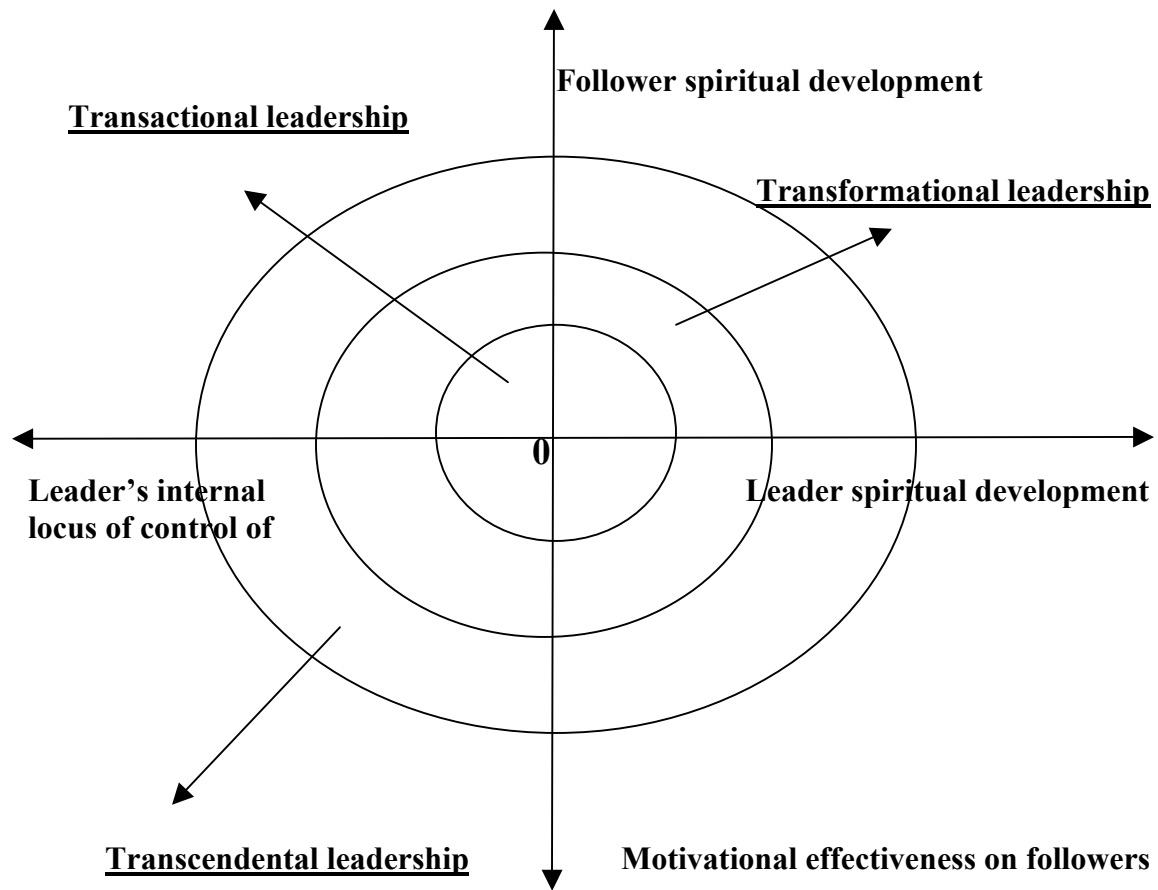 Follower spiritual development
Transactional leadership
Transformational leadership
0
Leader’s internal
locus of control of
Leader spiritual development
Transcendental leadership
Motivational effectiveness on followers